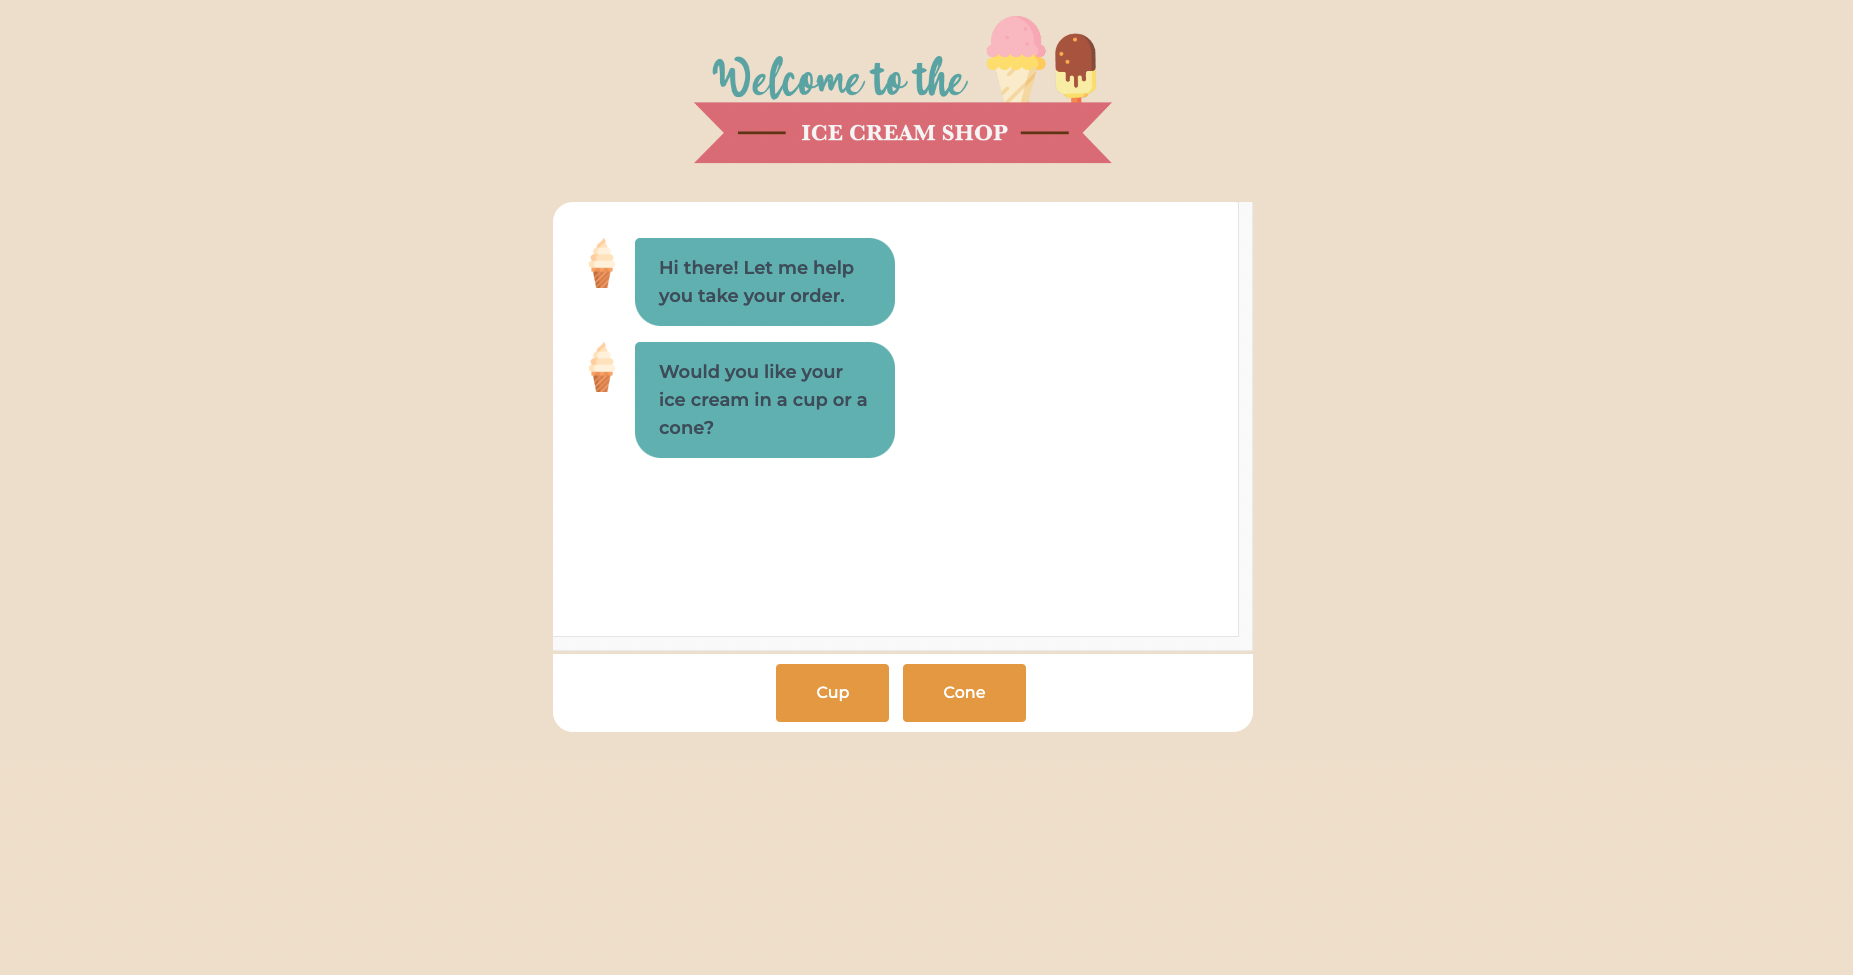 Welcome to the
ICE CREAM SHOP
Hi there! Let me help
you take your order.
Would you like your
ice cream in a cup or a
cone?
Cup
Cone